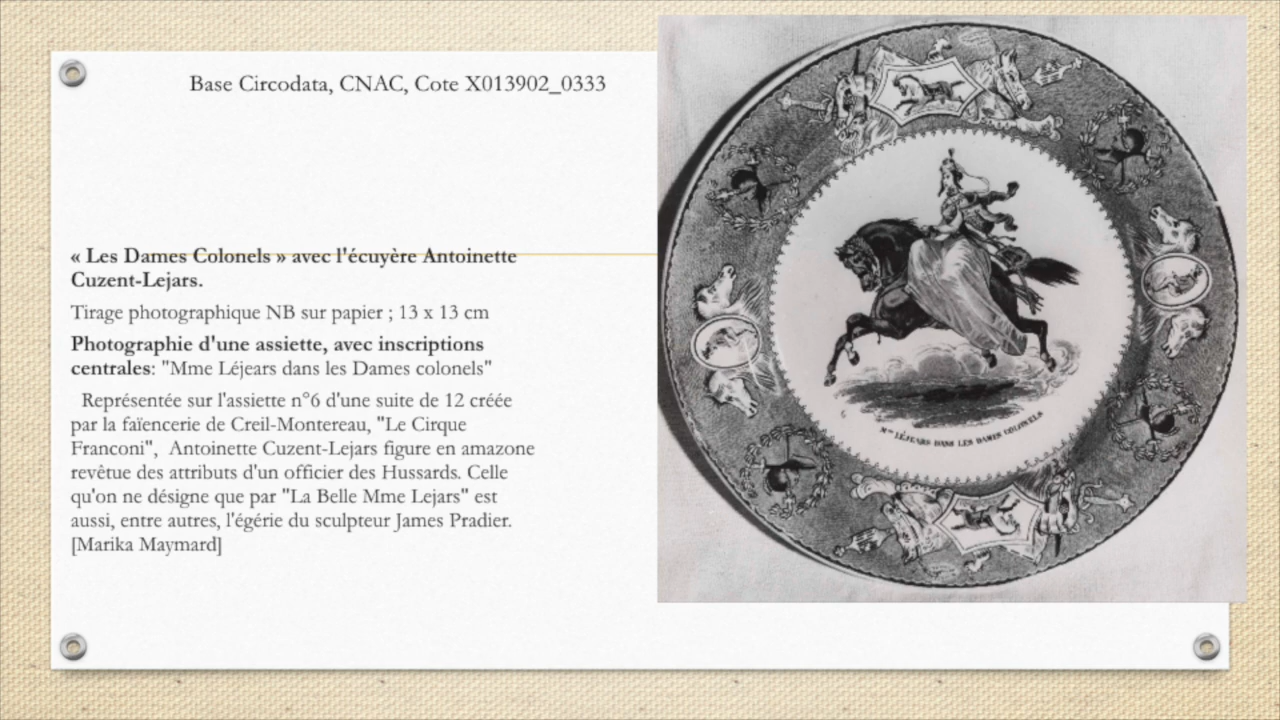 Base Circodata, CNAC, Cote X013902_0333
« Les Dames Colonels » avec l'écuyère Antoinette
Cuzent-Lejars.
Tirage photographique NB sur papier ; 13 x 13 cm
Photographie d'une assiette, avec inscriptions
centrales: "Mme Léjears dans les Dames colonels"
Représentée sur l'assiette n°6 d'une suite de 12 créée
par la faïencerie de Creil-Montereau, "Le Cirque
Franconi", Antoinette Cuzent-Lejars figure en amazone
revêtue des attributs d'un officier des Hussards. Celle
qu'on ne désigne que par "La Belle Mme Lejars" est
aussi, entre autres, l'égérie du sculpteur James Pradier.
[Marika Maymard]
Mme LÉJEARS DANS LES DAMES COLONELS